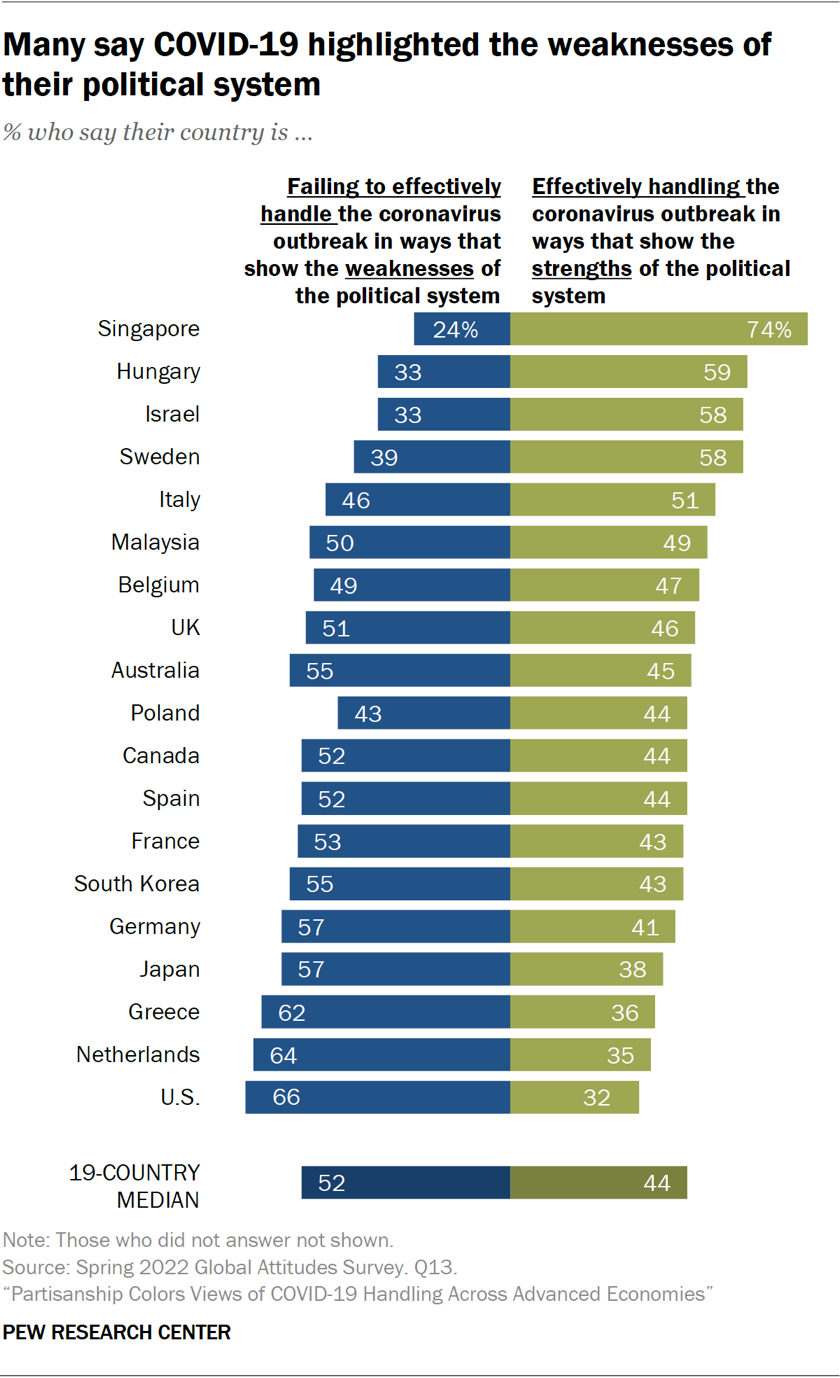 Many say COVID-19 highlighted the weaknesses of
their political system
% who say their country is ...
Failing to effectively
handle the coronavirus
outbreak in ways that
show the weaknesses of
the political system
Effectively handling the
coronavirus outbreak in
ways that show the
strengths of the political
system
Singapore 24% 74%
Hungary 33 59
Israel 33 58
Sweden 39 58
Italy 46 51
Malaysia 50 49
Belgium 49 47
UK 51 46
Australia 55 45
Poland 43 44
Canada 52 44
Spain 52 44
France 53 43
South Korea 55 43
Germany 57 41
Japan 57 38
Greece 62 36
Netherlands 64 35
U.S. 66 32
19-COUNTRY
MEDIAN 52 44
Note: Those who did not answer not shown.
Source: Spring 2022 Global Attitudes Survey. Q13.
“Partisanship Colors Views of COVID-19 Handling Across Advanced Economies”
PEW RESEARCH CENTER